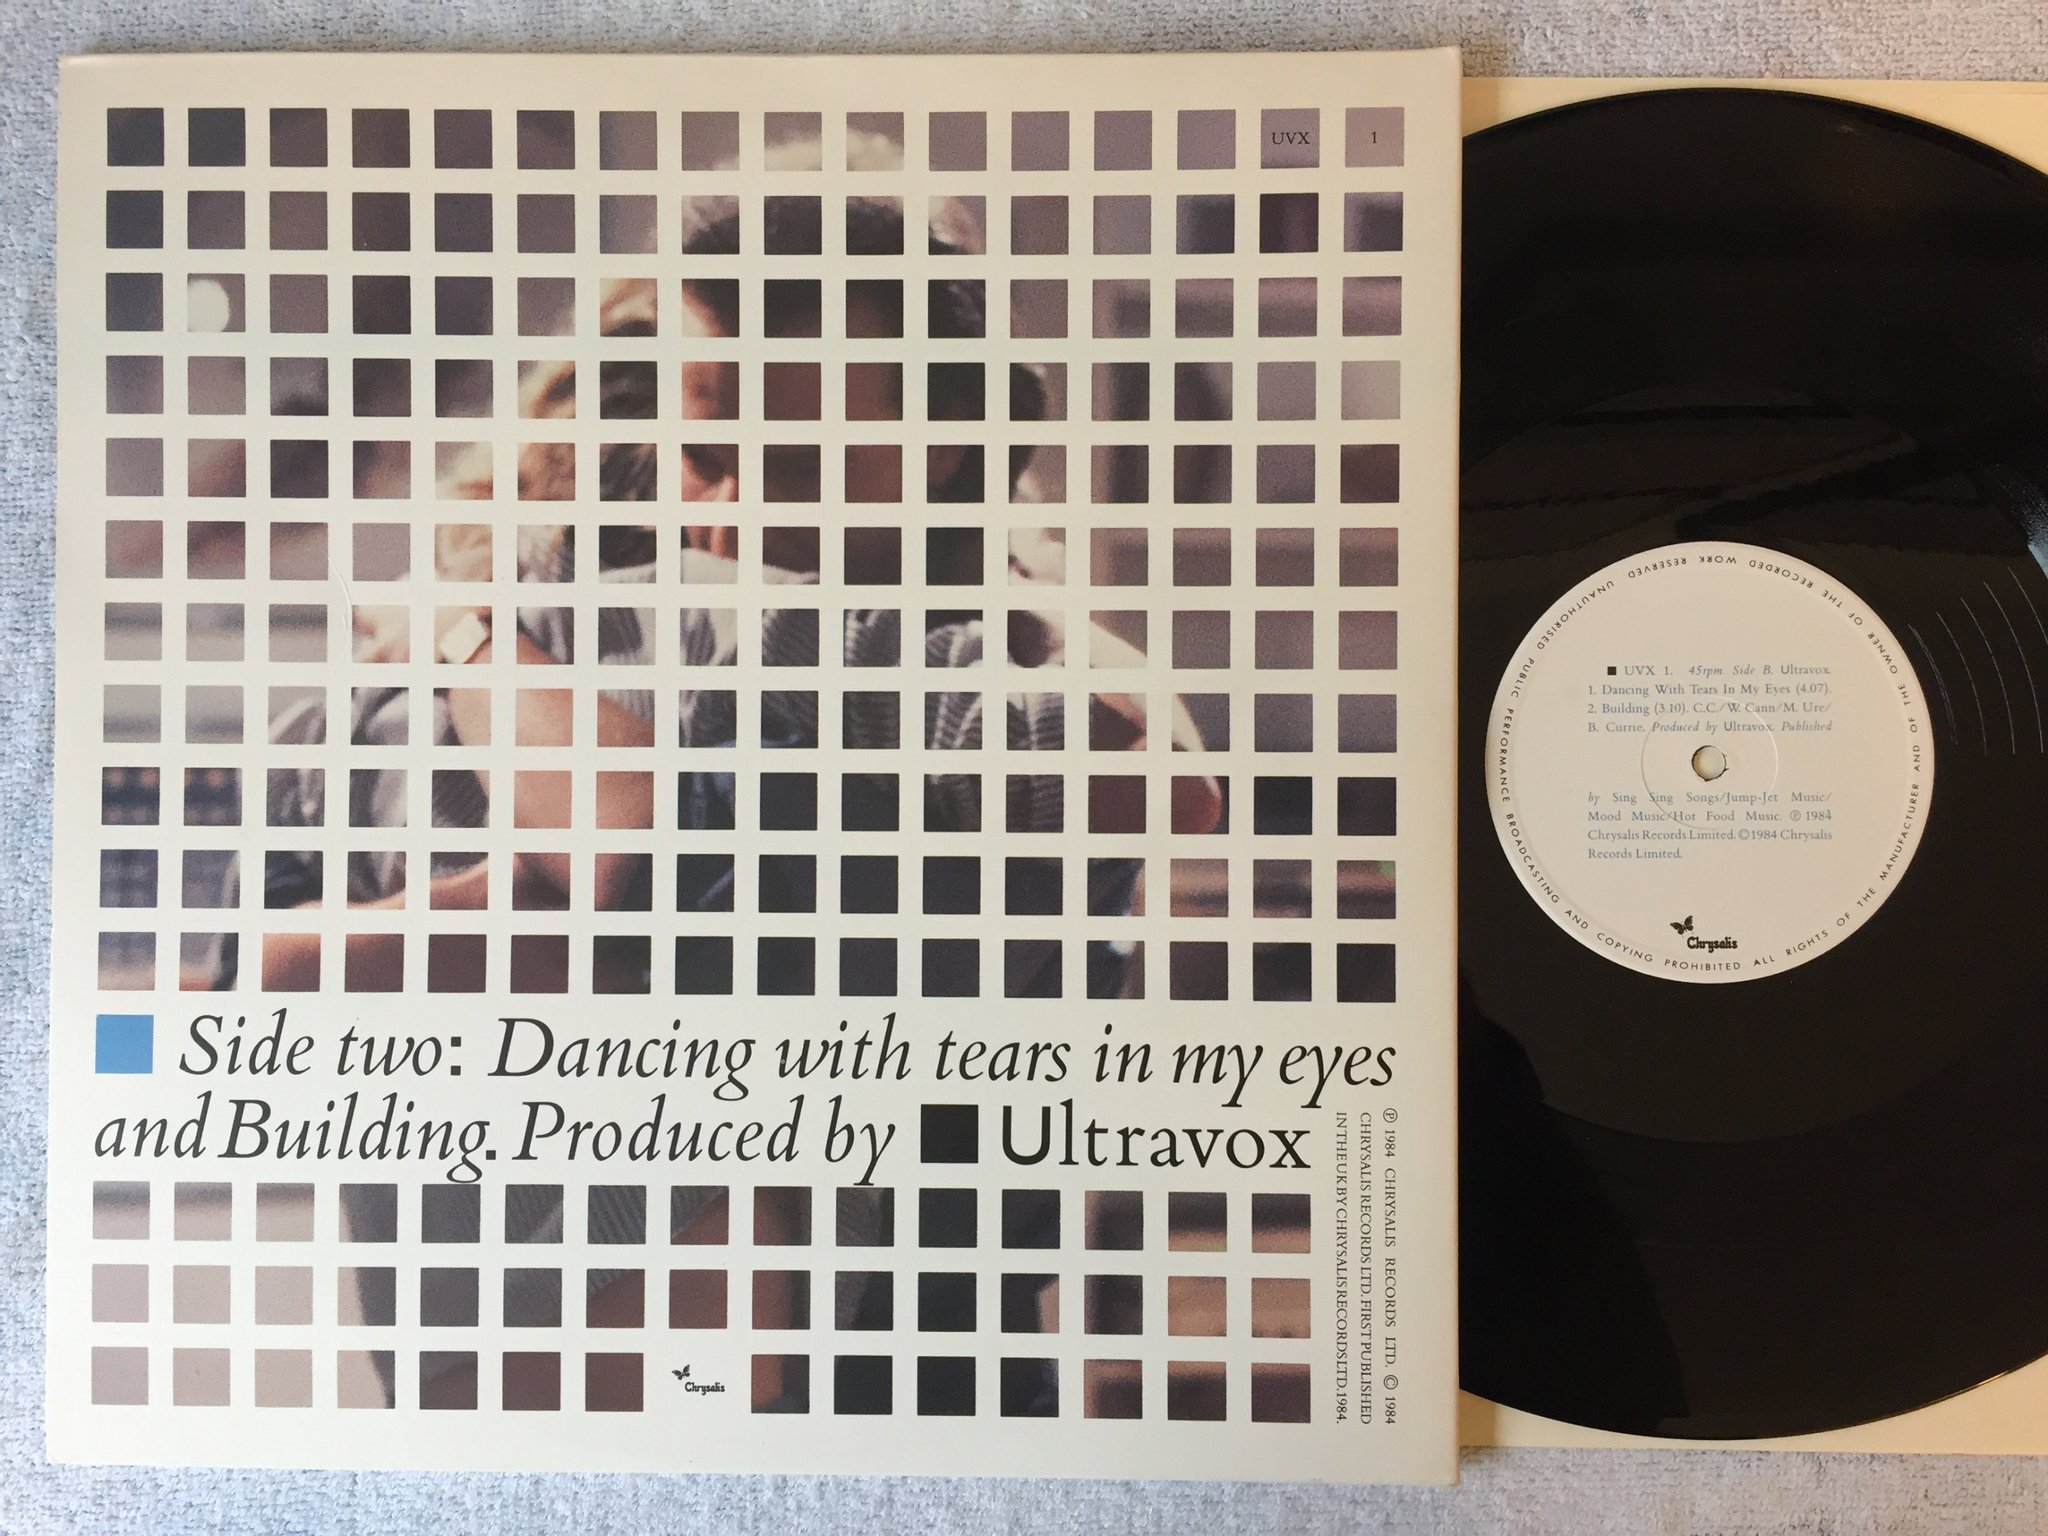 UVX 1
Side two: Dancing with tears in my eyes
and Building. Produced by Ultravox
℗ 1984 CHRYSALIS RECORDS LTD. © 1984
CHRYSALIS RECORDS LTD. FIRST PUBLISHED
IN THE UK BY CHRYSALIS RECORDS LTD. 1984.
Chrysalis
UVX 1. 45rpm Side B. Ultravox.
1. Dancing With Tears In My Eyes (4.07).
2. Building (3.10). C.C./W. Cann/M. Ure/
B. Currie. Produced by Ultravox. Published
by Sing Sing Songs/Jump-Jet Music/
Mood Music/Hot Food Music. ℗ 1984
Chrysalis Records Limited. © 1984 Chrysalis
Records Limited.
Chrysalis
ALL RIGHTS OF THE MANUFACTURER AND OF THE OWNER OF THE RECORDED WORK RESERVED UNAUTHORISED PUBLIC PERFORMANCE BROADCASTING AND COPYING PROHIBITED